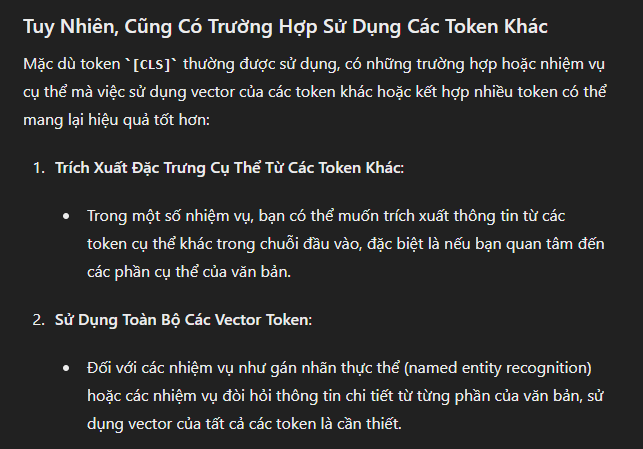 Tuy Nhiên, Cũng Có Trường Hợp Sử Dụng Các Token Khác
Mặc dù token `[CLS]` thường được sử dụng, có những trường hợp hoặc nhiệm vụ
cụ thể mà việc sử dụng vector của các token khác hoặc kết hợp nhiều token có thể
mang lại hiệu quả tốt hơn:
1. Trích Xuất Đặc Trưng Cụ Thể Từ Các Token Khác:
• Trong một số nhiệm vụ, bạn có thể muốn trích xuất thông tin từ các
token cụ thể khác trong chuỗi đầu vào, đặc biệt là nếu bạn quan tâm đến
các phần cụ thể của văn bản.
2. Sử Dụng Toàn Bộ Các Vector Token:
• Đối với các nhiệm vụ như gán nhãn thực thể (named entity recognition)
hoặc các nhiệm vụ đòi hỏi thông tin chi tiết từ từng phần của văn bản, sử
dụng vector của tất cả các token là cần thiết.